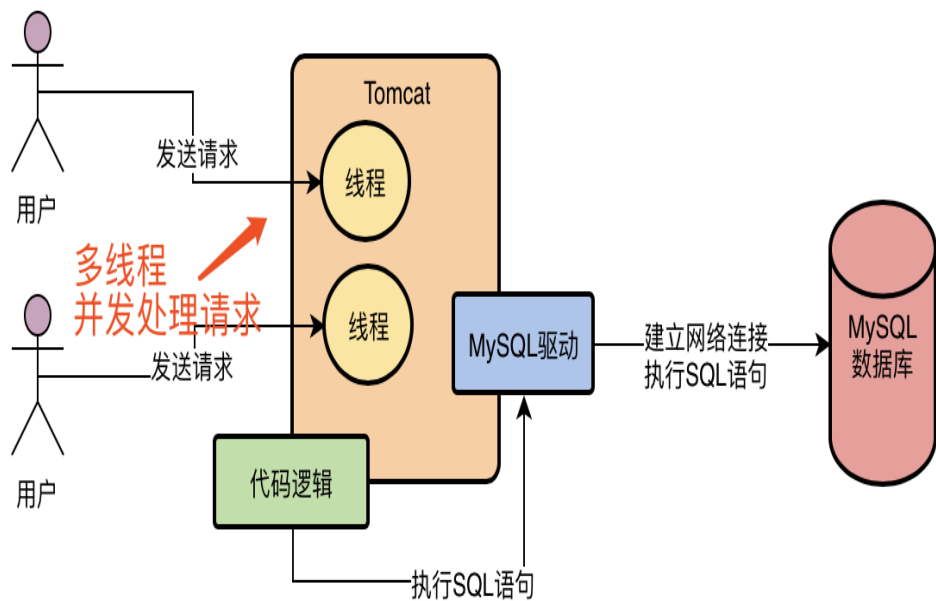 Tomcat
发送请求
线程
用户
多线程
并发处理请求
线程
发送请求
MySQL驱动
建立网络连接
执行SQL语句
MySQL
数据库
代码逻辑
用户
执行SQL语句